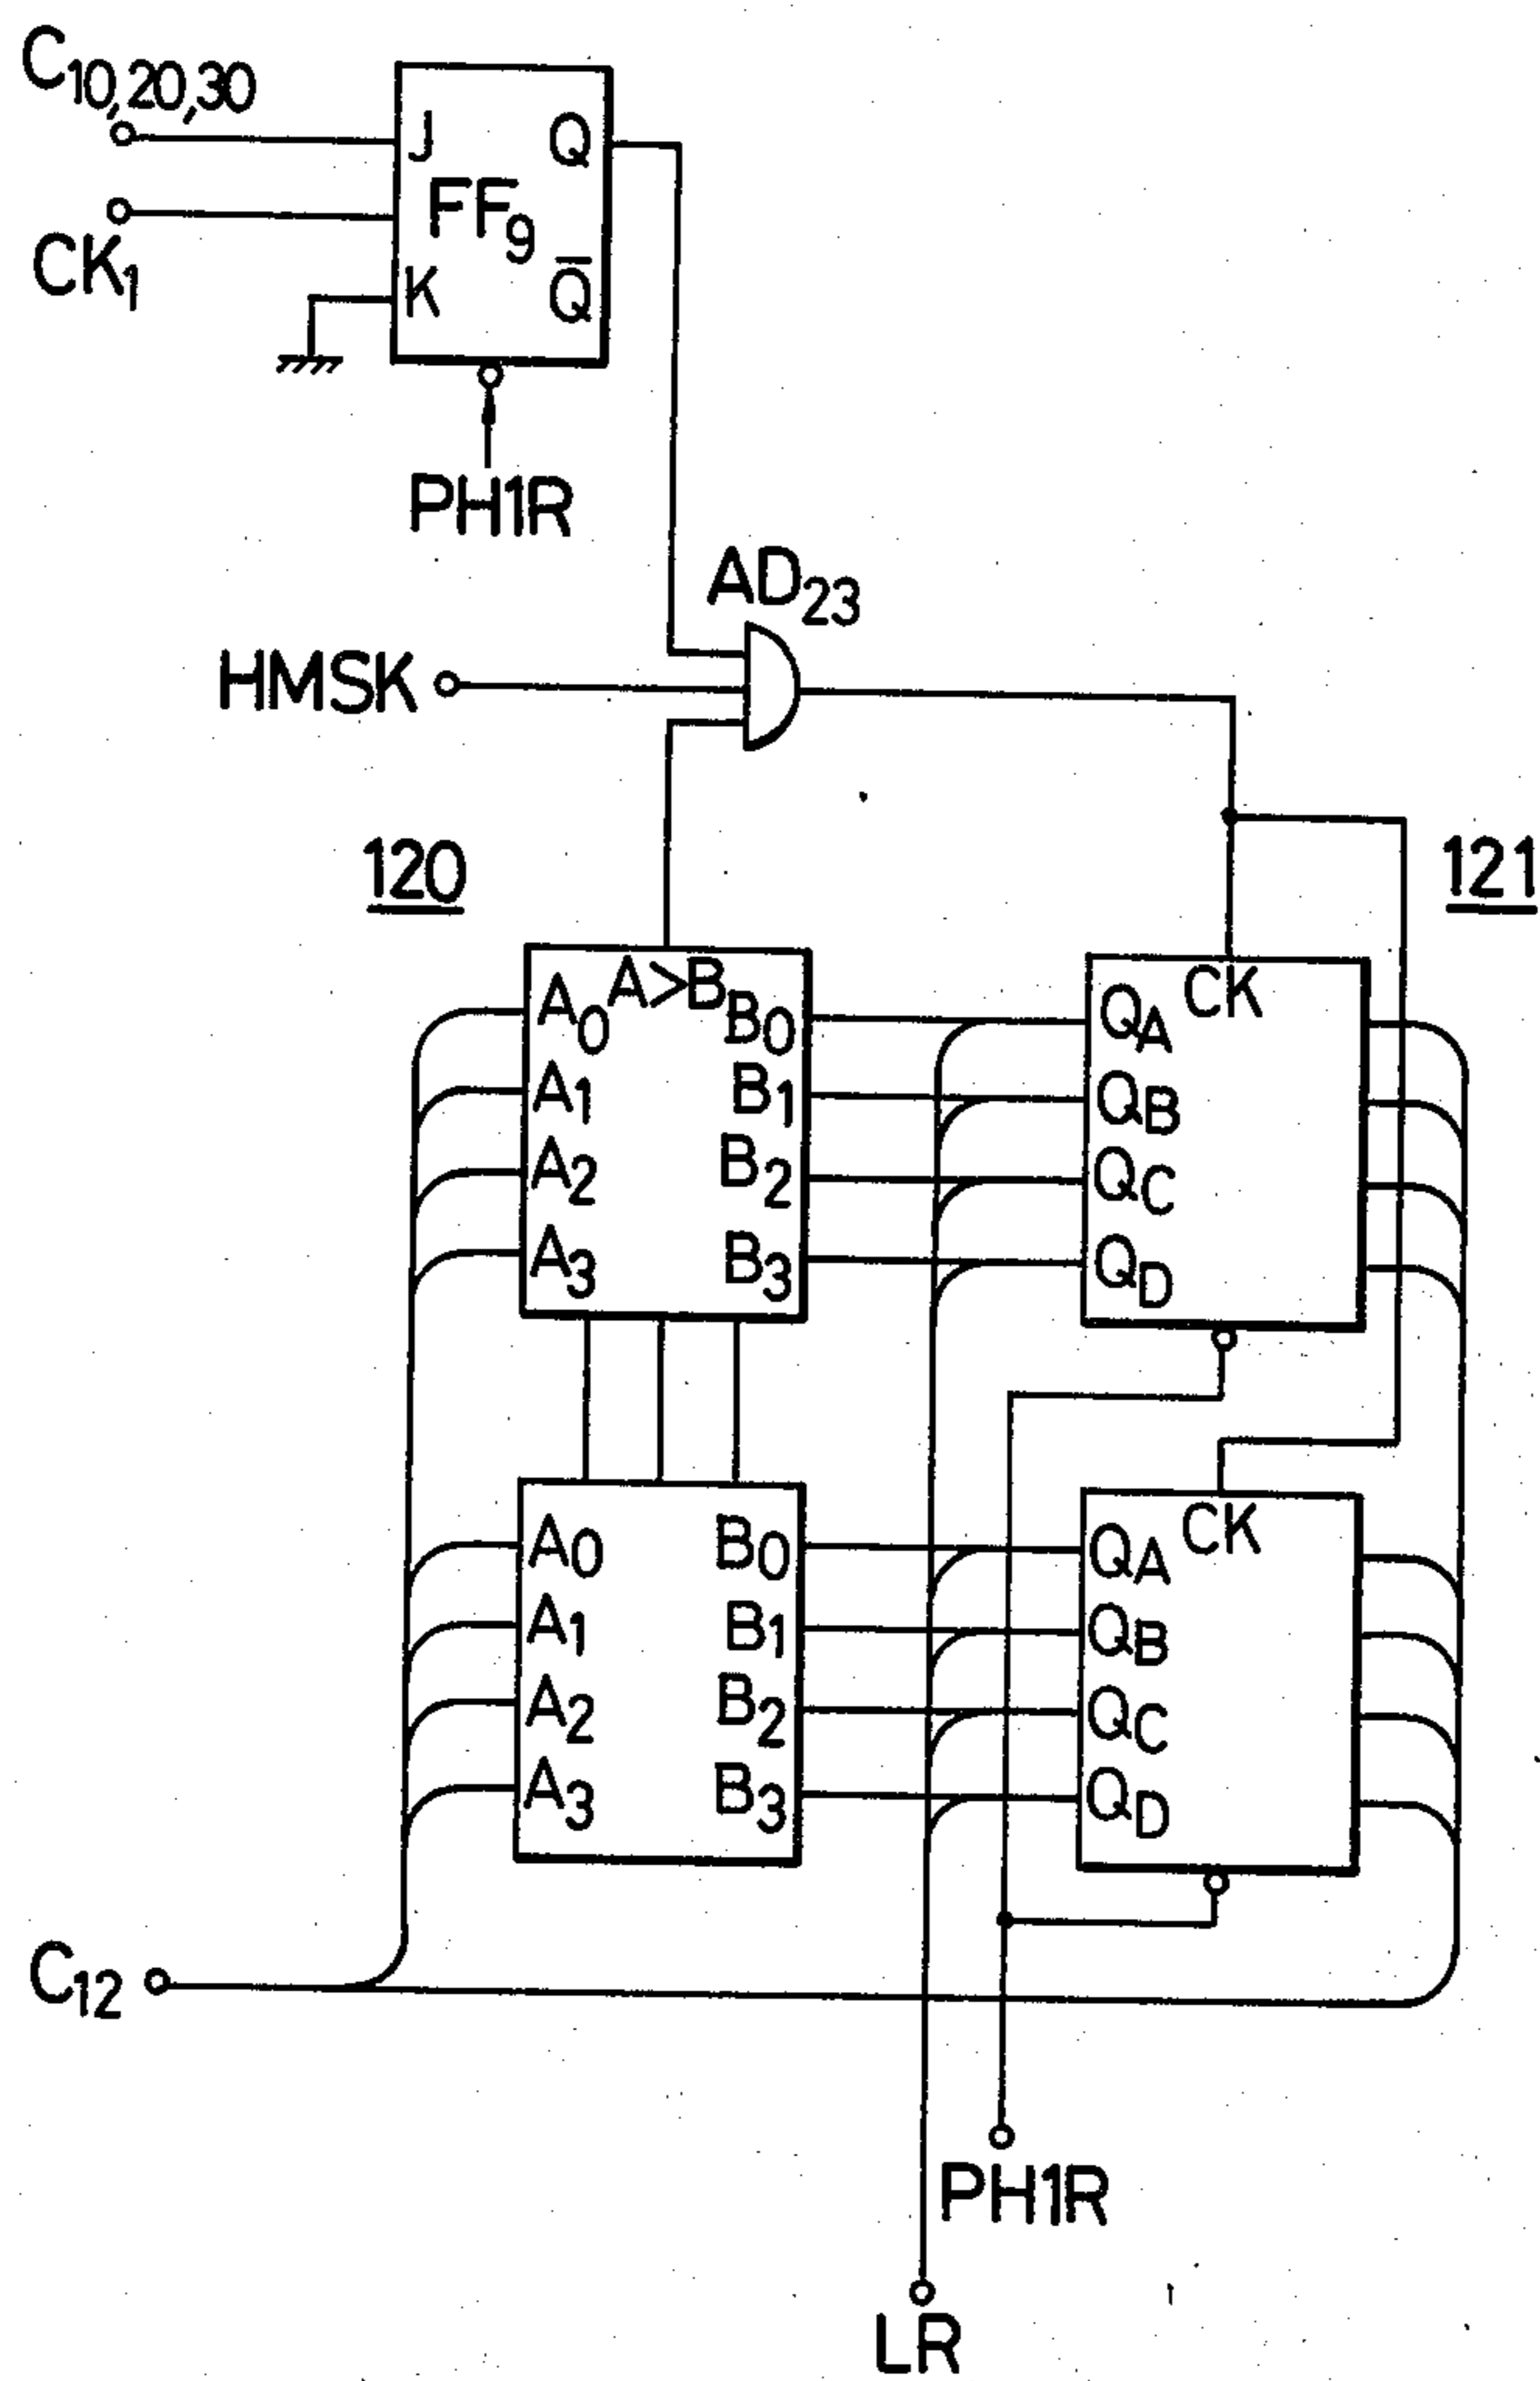 C10,20,30
J
Q
FF9
CK1
K
Q̅
PH1R
AD23
HMSK
120
121
A>B
CK
A0
B0
QA
A1
B1
QB
A2
B2
QC
A3
B3
QD
CK
A0
B0
QA
A1
B1
QB
A2
B2
QC
A3
B3
QD
C12
PH1R
LR